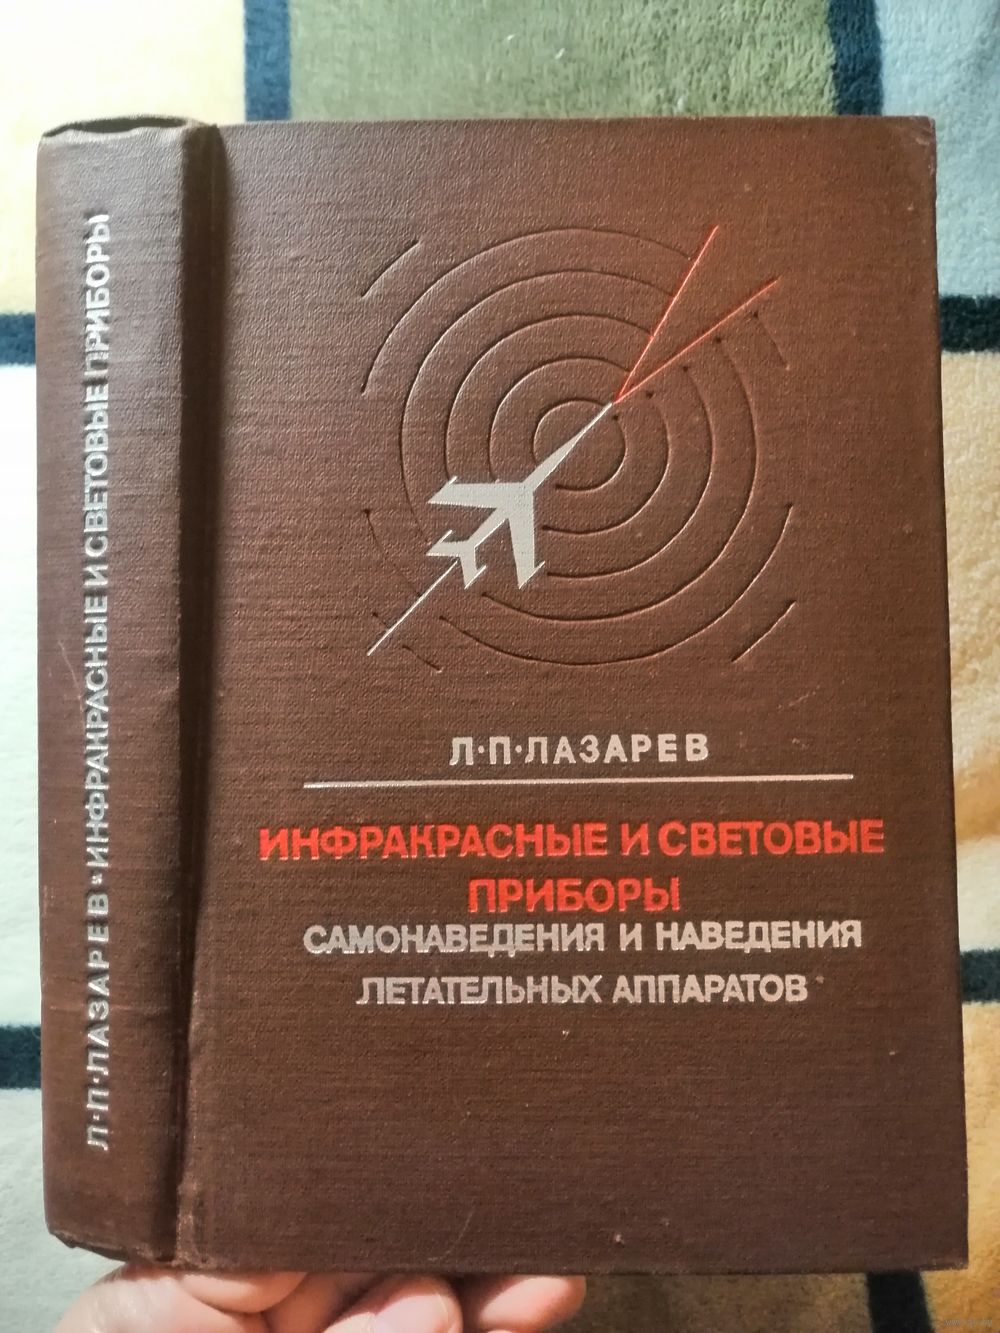 Л·П·ЛАЗАРЕВ·ИНФРАКРАСНЫЕ И СВЕТОВЫЕ ПРИБОРЫ
Л·П·ЛАЗАРЕВ
ИНФРАКРАСНЫЕ И СВЕТОВЫЕ
ПРИБОРЫ
САМОНАВЕДЕНИЯ И НАВЕДЕНИЯ
ЛЕТАТЕЛЬНЫХ АППАРАТОВ